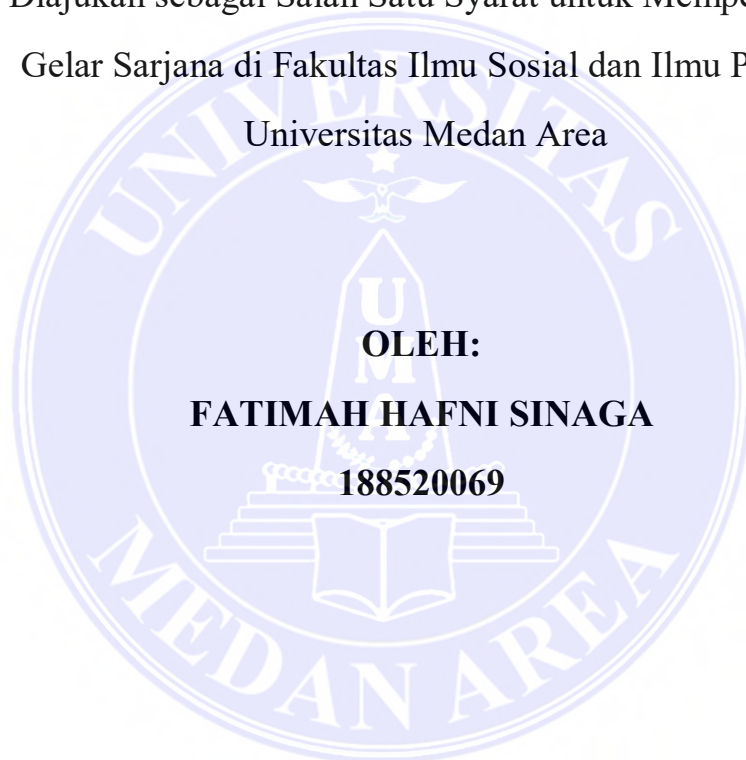 Diajukan sebagai Salah Satu Syarat untuk
Gelar Sarjana di Fakultas Ilmu Sosial dan Ilmu
Universitas Medan Area
UNIVERSITAS
UMA
OLEH:
FATIMAH HAFNI SINAGA
188520069
MEDAN AREA